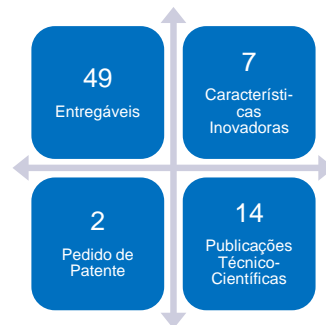 49
Entregáveis
7
Característi-
cas
Inovadoras
2
Pedido de
Patente
14
Publicações
Técnico-
Científicas